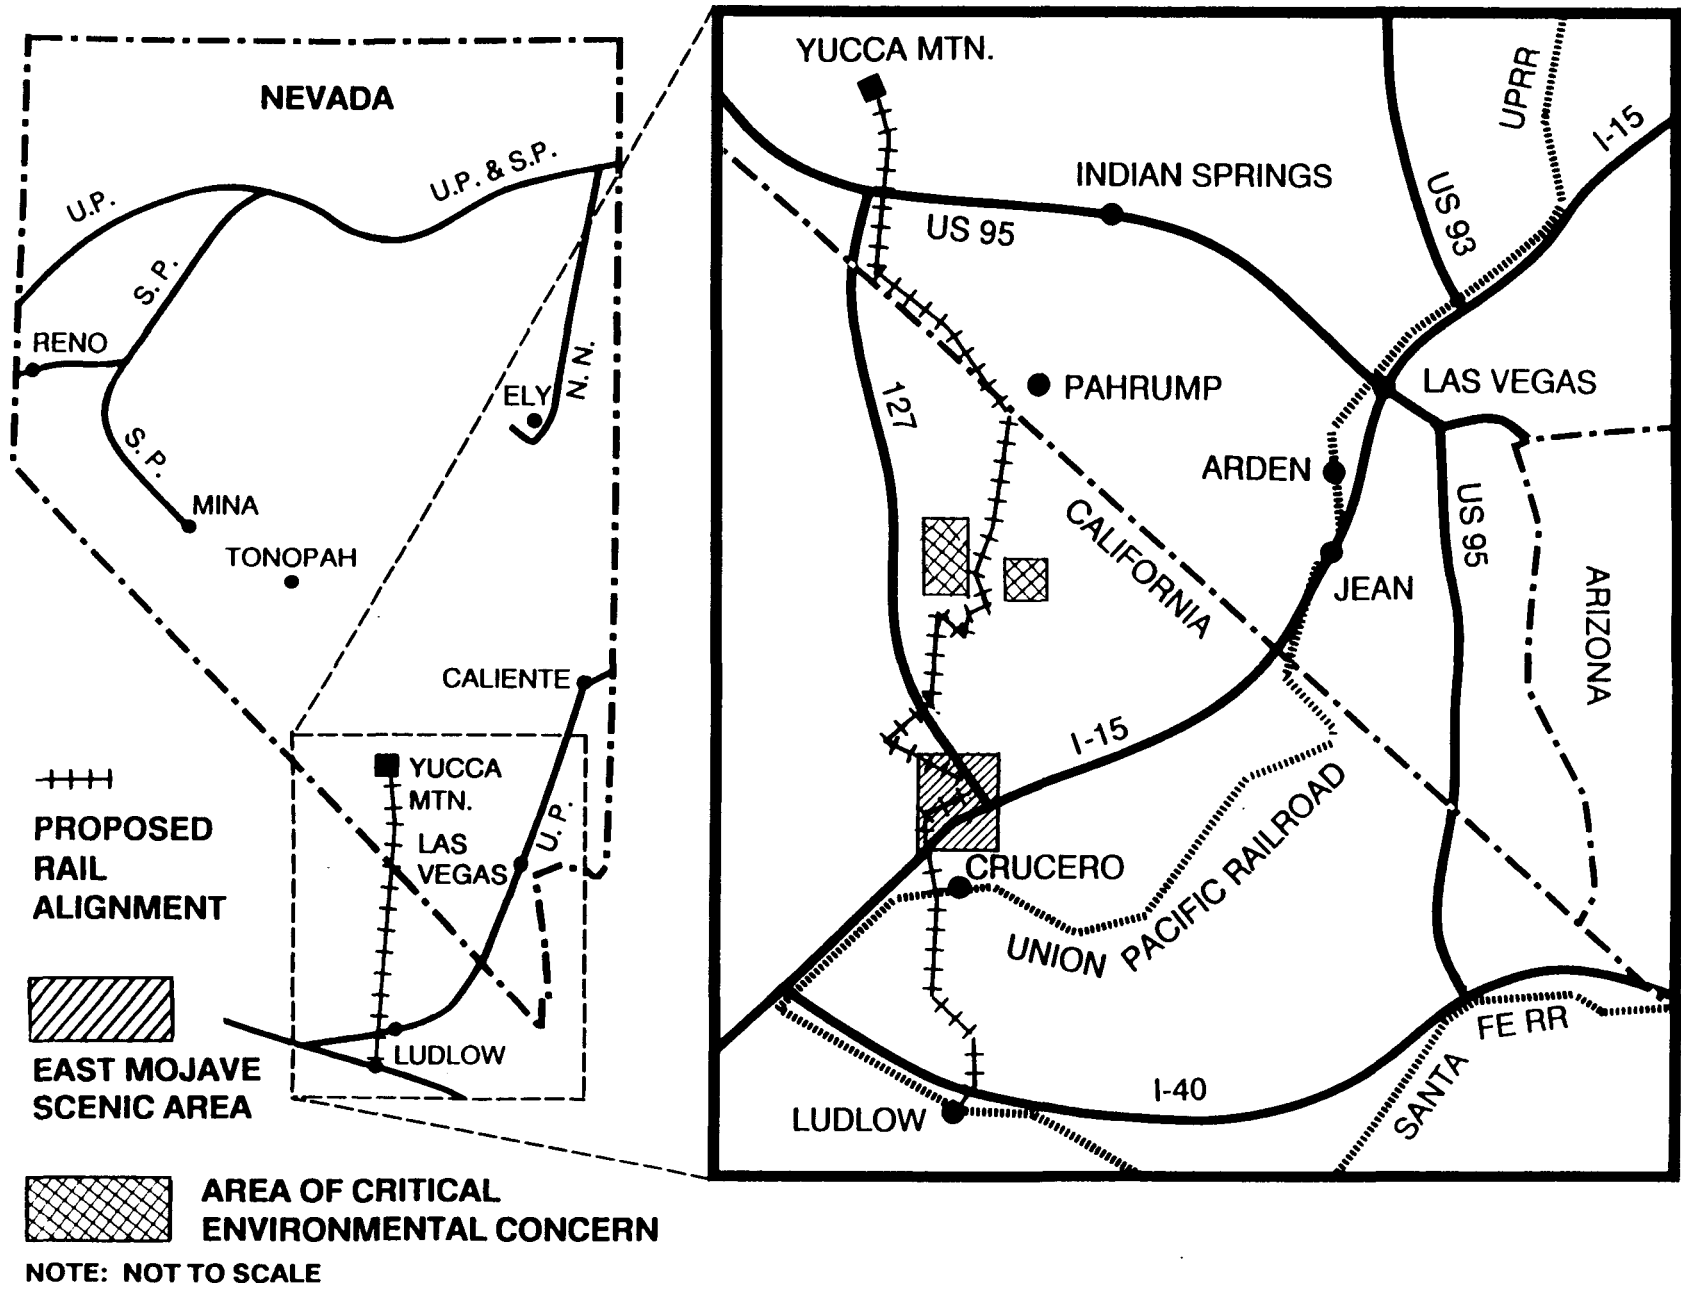 NEVADA
U.P.
U.P. & S.P.
S. P.
RENO
ELY
N. N.
S. P.
MINA
TONOPAH
CALIENTE
YUCCA
MTN.
LAS
VEGAS
U. P.
LUDLOW
PROPOSED
RAIL
ALIGNMENT
EAST MOJAVE
SCENIC AREA
AREA OF CRITICAL
ENVIRONMENTAL CONCERN
NOTE: NOT TO SCALE
YUCCA MTN.
UPRR
I-15
INDIAN SPRINGS
US 93
US 95
PAHRUMP
LAS VEGAS
127
ARDEN
CALIFORNIA
US 95
JEAN
ARIZONA
I-15
CRUCERO
UNION PACIFIC RAILROAD
I-40
SANTA FE RR
LUDLOW